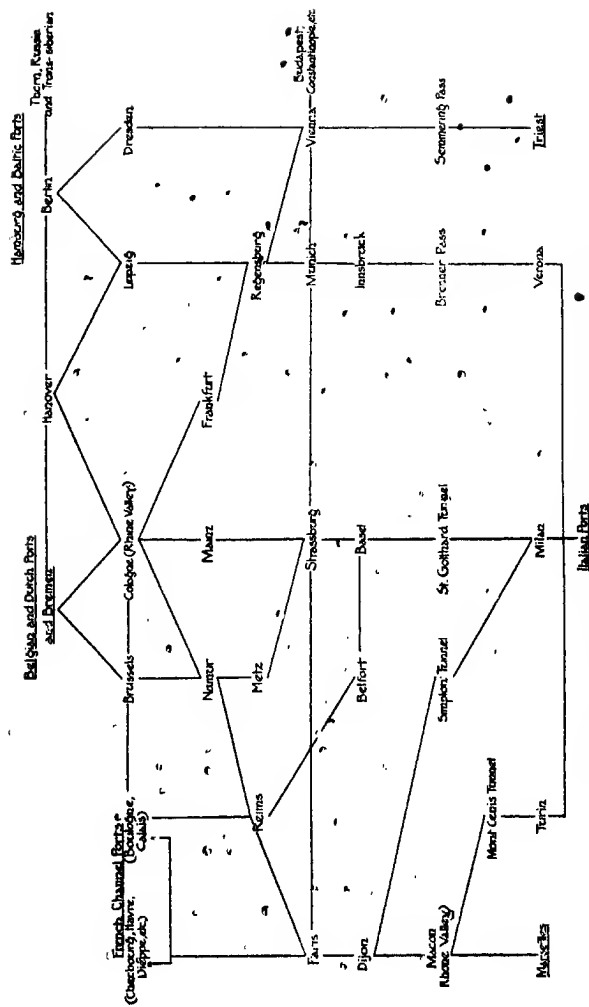 Belgian and Dutch Ports
and Bremen
Hamburg and Baltic Ports
Thorn, Russia
and Trans-siberian
Hanover
Berlin
French Channel Ports
(Cherbourg, Havre,
Dieppe, etc)
(Boulogne,
Calais)
Brussels
Cologne (Rhine Valley)
Leipzig
Dresden
Namur
Mainz
Frankfurt
Reims
Metz
Regensburg
Paris
Strassburg
Munich
Vienna
Budapest,
Constantinople, etc
Dijon
Belfort
Basel
Innsbruck
Macon
Rhone Valley)
Mont Cenis Tunnel
Simplon Tunnel
St. Gotthard Tunnel
Brenner Pass
Semmering Pass
Marseilles
Turin
Milan
Verona
Triest
Italian Ports